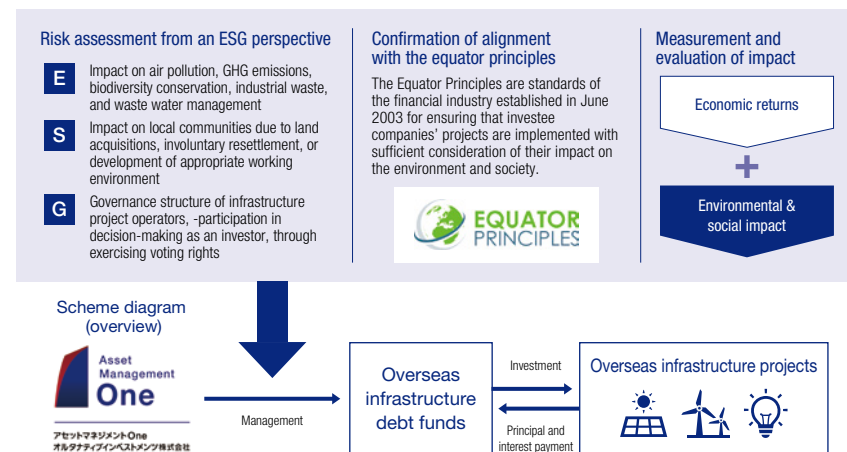 Risk assessment from an ESG perspective
E
Impact on air pollution, GHG emissions,
biodiversity conservation, industrial waste,
and waste water management
S
Impact on local communities due to land
acquisitions, involuntary resettlement, or
development of appropriate working
environment
G
Governance structure of infrastructure
project operators, -participation in
decision-making as an investor, through
exercising voting rights
Confirmation of alignment
with the equator principles
The Equator Principles are standards of
the financial industry established in June
2003 for ensuring that investee
companies’ projects are implemented with
sufficient consideration of their impact on
the environment and society.
EQUATOR
PRINCIPLES
Measurement and
evaluation of impact
Economic returns
+
Environmental &
social impact
Scheme diagram
(overview)
Asset
Management
One
アセットマネジメントOne
オルタナティブインベストメンツ株式会社
Management
Overseas
infrastructure
debt funds
Investment
Principal and
interest payment
Overseas infrastructure projects